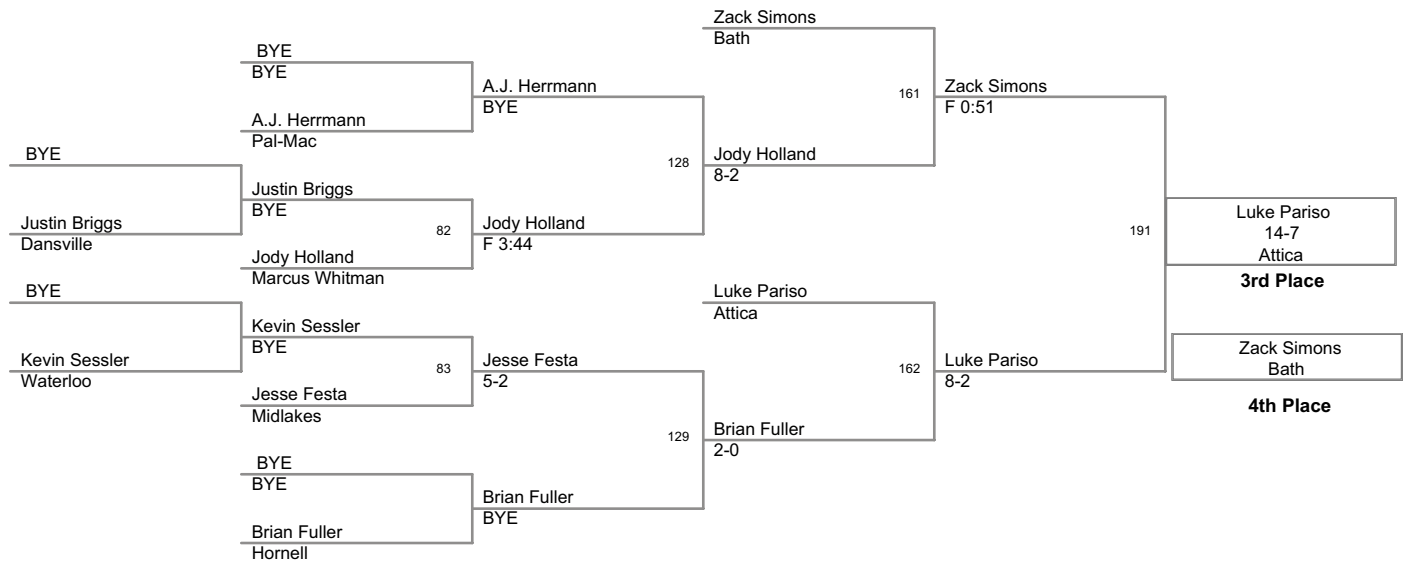 Zack Simons
Bath
BYE
BYE
A.J. Herrmann
BYE
161
Zack Simons
F 0:51
A.J. Herrmann
Pal-Mac
BYE
128
Jody Holland
8-2
Justin Briggs
BYE
Justin Briggs
Dansville
82
Jody Holland
F 3:44
191
Luke Pariso
14-7
Attica
3rd Place
Jody Holland
Marcus Whitman
BYE
Luke Pariso
Attica
Kevin Sessler
BYE
Kevin Sessler
Waterloo
83
Jesse Festa
5-2
162
Luke Pariso
8-2
Zack Simons
Bath
4th Place
Jesse Festa
Midlakes
129
Brian Fuller
2-0
BYE
BYE
Brian Fuller
BYE
Brian Fuller
Hornell